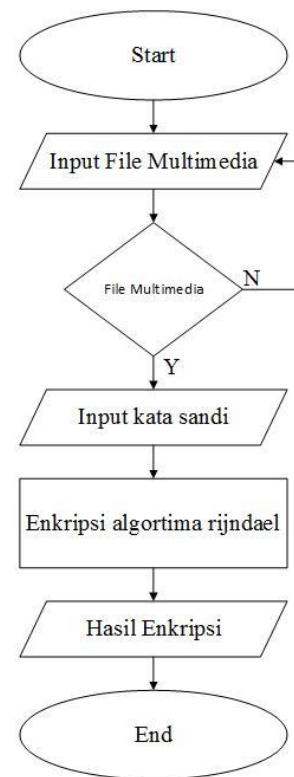 Start
Input File Multimedia
File Multimedia
N
Y
Input kata sandi
Enkripsi algortima rijndael
Hasil Enkripsi
End